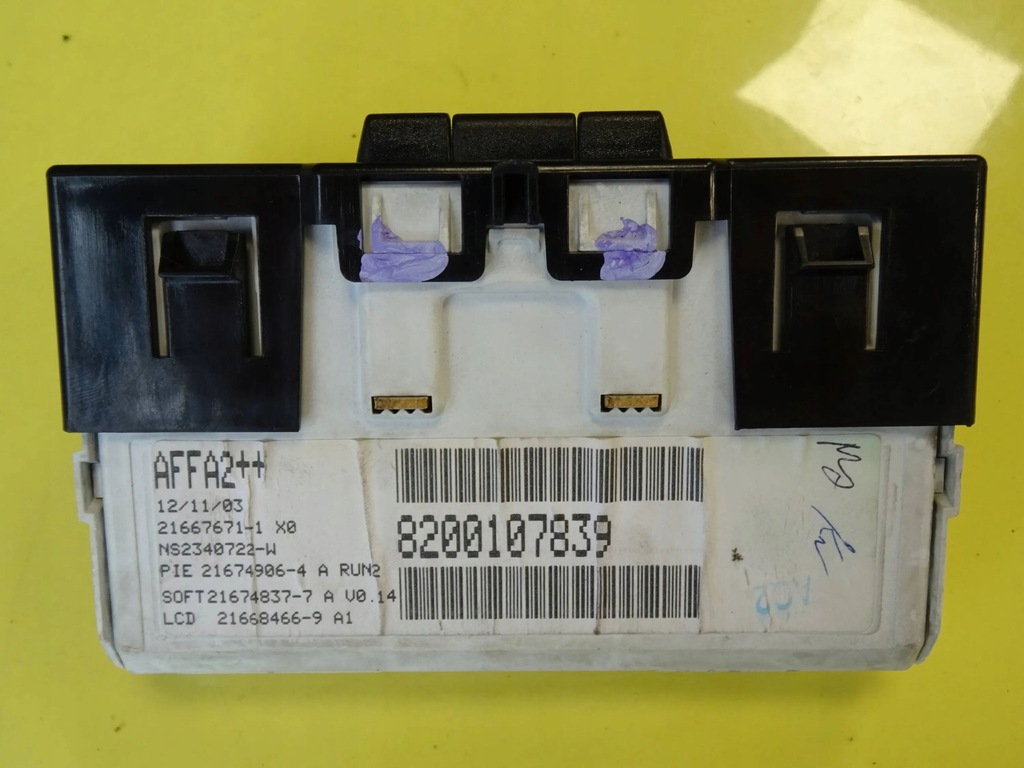 AFFA2++
12/11/03
21667671-1 X0
NS2340722-W
PIE 21674906-4 A RUN2
SOFT 21674837-7 A V0.14
LCD 21668466-9 A1
8200107839